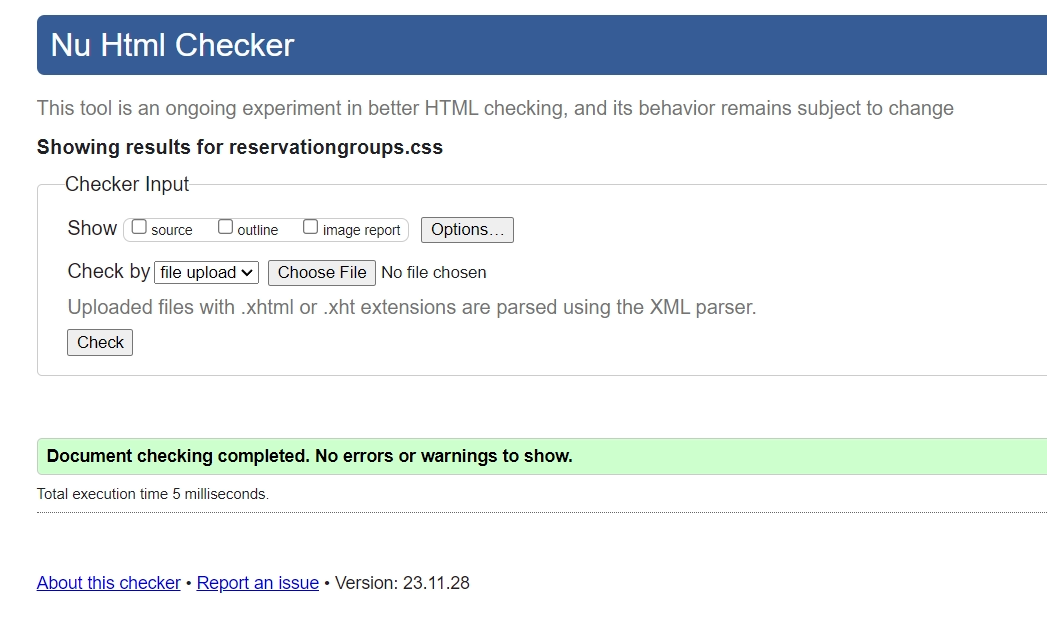 Nu Html Checker
This tool is an ongoing experiment in better HTML checking, and its behavior remains subject to change
Showing results for reservationgroups.css
Checker Input
Show source outline image report Options...
Check by file upload Choose File No file chosen
Uploaded files with .xhtml or .xht extensions are parsed using the XML parser.
Check
Document checking completed. No errors or warnings to show.
Total execution time 5 milliseconds.
About this checker • Report an issue • Version: 23.11.28